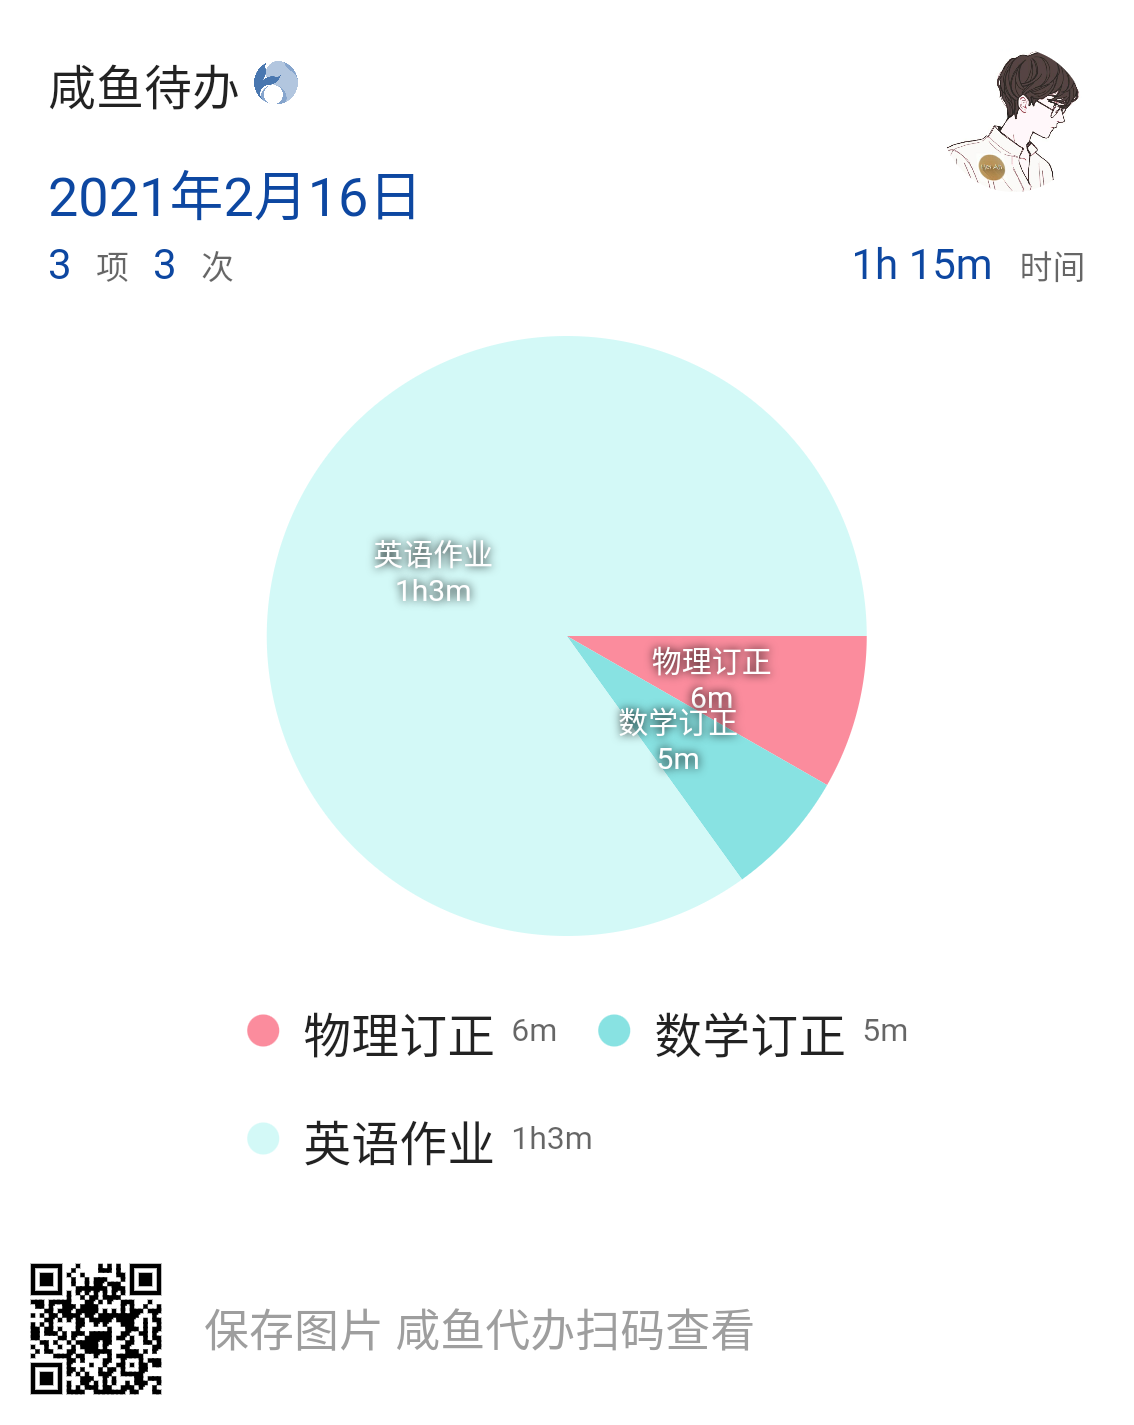 咸鱼待办
2021年2月16日
3 项 3 次
1h 15m 时间
英语作业
1h3m
物理订正
6m
数学订正
5m
物理订正 6m 数学订正 5m
英语作业 1h3m
保存图片 咸鱼代办扫码查看